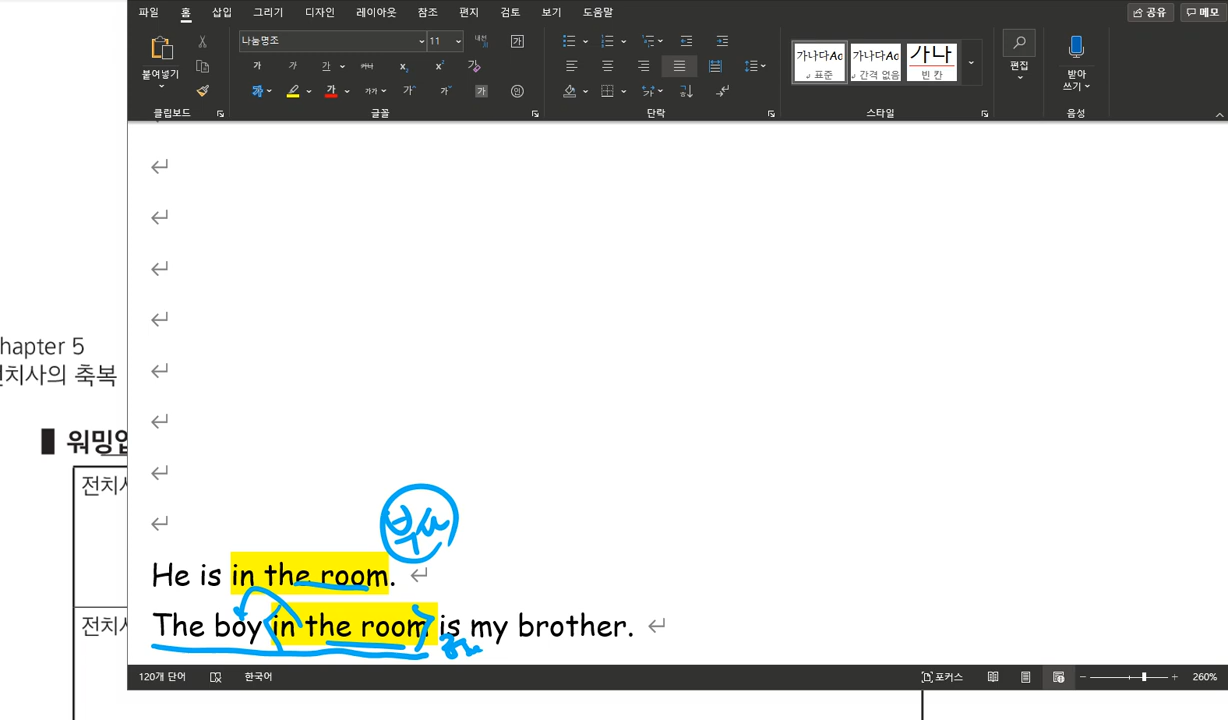 파일 홈 삽입 그리기 디자인 레이아웃 참조 편지 검토 보기 도움말 공유 메모
나눔명조 11
붙여넣기
가나다AaC 가나다AaC 가나
표준 간격 없음 빈 칸
편집
받아
쓰기
클립보드 글꼴 단락 스타일 음성
hapter 5
전치사의 축복
워밍업
전치사
전치사
부사
He is in the room.
The boy in the room is my brother.
120개 단어 한국어 포커스 260%